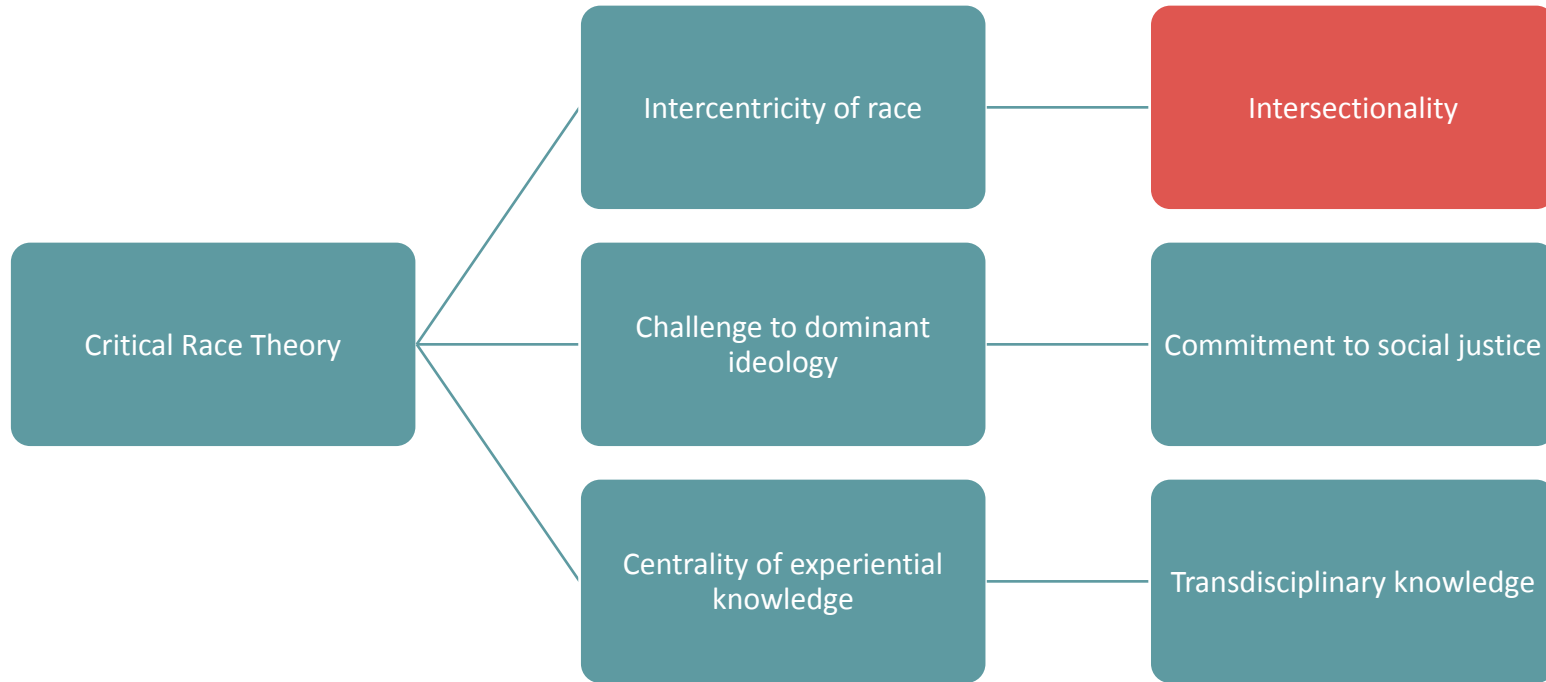 Intercentricity of race
Intersectionality
Critical Race Theory
Challenge to dominant
ideology
Commitment to social justice
Centrality of experiential
knowledge
Transdisciplinary knowledge